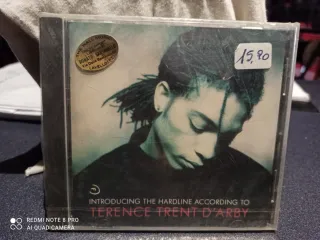 15,90
INTRODUCING THE HARDLINE ACCORDING TO
TERENCE TRENT D'ARBY
REDMI NOTE 8 PRO
AI QUAD CAMERA